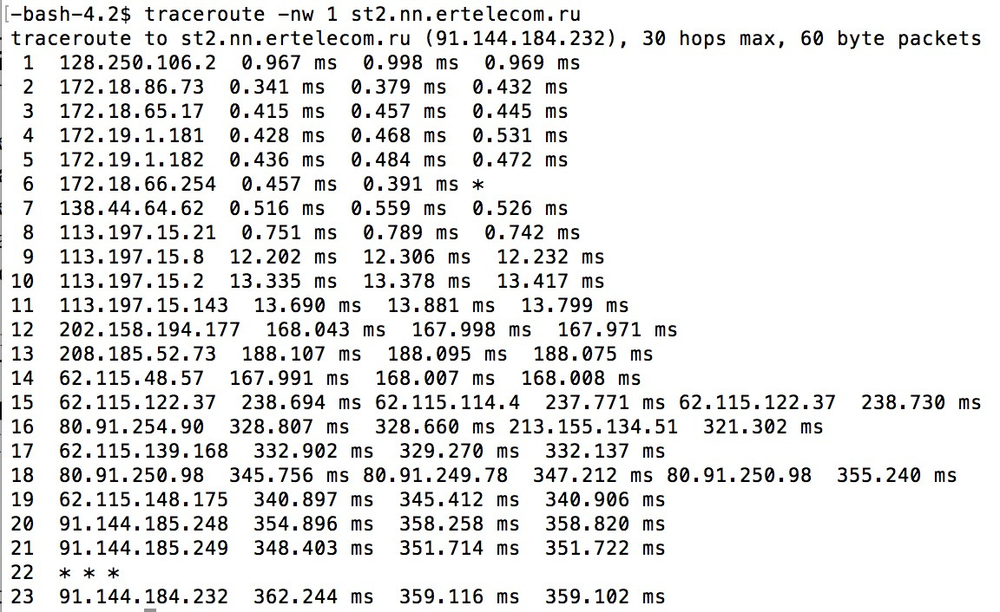 [-bash-4.2$ traceroute -nw 1 st2.nn.ertelecom.ru
traceroute to st2.nn.ertelecom.ru (91.144.184.232), 30 hops max, 60 byte packets
 1  128.250.106.2  0.967 ms  0.998 ms  0.969 ms
 2  172.18.86.73  0.341 ms  0.379 ms  0.432 ms
 3  172.18.65.17  0.415 ms  0.457 ms  0.445 ms
 4  172.19.1.181  0.428 ms  0.468 ms  0.531 ms
 5  172.19.1.182  0.436 ms  0.484 ms  0.472 ms
 6  172.18.66.254  0.457 ms  0.391 ms *
 7  138.44.64.62  0.516 ms  0.559 ms  0.526 ms
 8  113.197.15.21  0.751 ms  0.789 ms  0.742 ms
 9  113.197.15.8  12.202 ms  12.306 ms  12.232 ms
10  113.197.15.2  13.335 ms  13.378 ms  13.417 ms
11  113.197.15.143  13.690 ms  13.881 ms  13.799 ms
12  202.158.194.177  168.043 ms  167.998 ms  167.971 ms
13  208.185.52.73  188.107 ms  188.095 ms  188.075 ms
14  62.115.48.57  167.991 ms  168.007 ms  168.008 ms
15  62.115.122.37  238.694 ms 62.115.114.4  237.771 ms 62.115.122.37  238.730 ms
16  80.91.254.90  328.807 ms  328.660 ms 213.155.134.51  321.302 ms
17  62.115.139.168  332.902 ms  329.270 ms  332.137 ms
18  80.91.250.98  345.756 ms 80.91.249.78  347.212 ms 80.91.250.98  355.240 ms
19  62.115.148.175  340.897 ms  345.412 ms  340.906 ms
20  91.144.185.248  354.896 ms  358.258 ms  358.820 ms
21  91.144.185.249  348.403 ms  351.714 ms  351.722 ms
22  * * *
23  91.144.184.232  362.244 ms  359.116 ms  359.102 ms